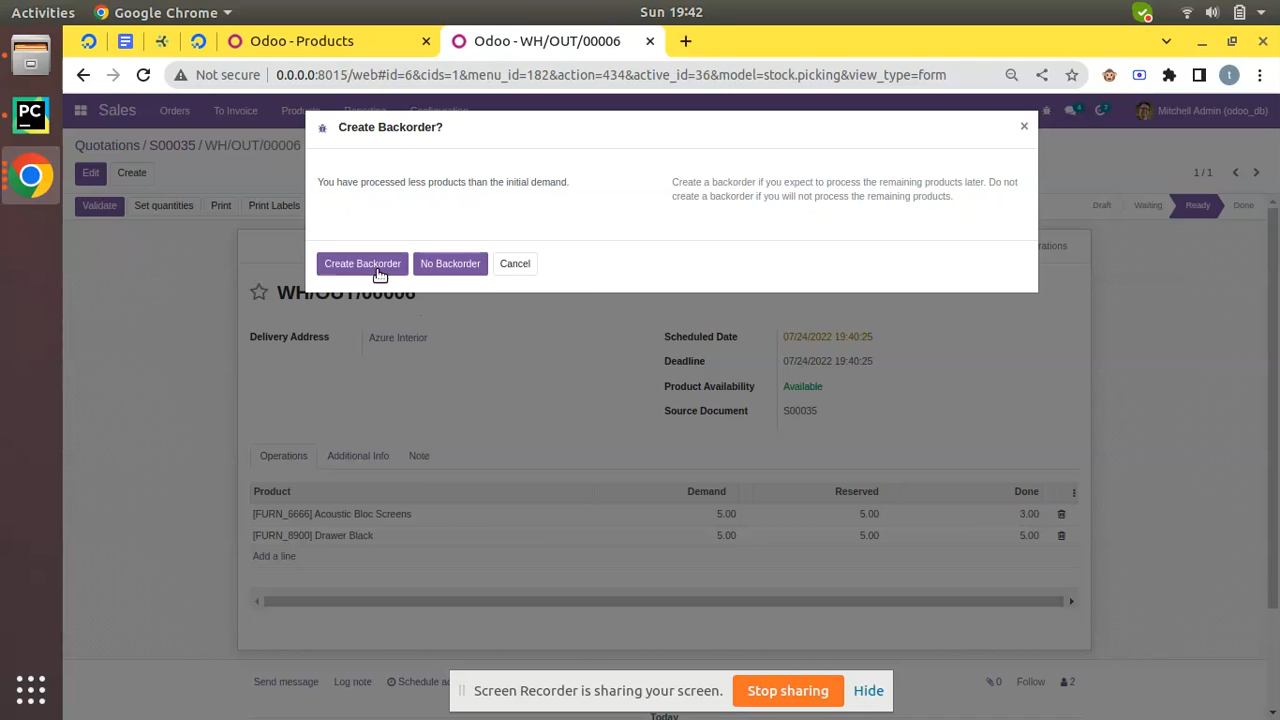 Activities
Google Chrome
Sun 19:42
Odoo - Products
Odoo - WH/OUT/00006
Not secure
0.0.0.0:8015/web#id=6&cids=1&menu_id=182&action=434&active_id=36&model=stock.picking&view_type=form
t
PC
Sales
Orders
To Invoice
Products
Reporting
Configuration
4
2
Mitchell Admin (odoo_db)
Create Backorder?
Quotations / S00035 / WH/OUT/00006
Edit
Create
1 / 1
You have processed less products than the initial demand.
Create a backorder if you expect to process the remaining products later. Do not
create a backorder if you will not process the remaining products.
Validate
Set quantities
Print
Print Labels
Draft
Waiting
Ready
Done
Create Backorder
No Backorder
Cancel
WH/OUT/00006
Delivery Address
Azure Interior
Scheduled Date
07/24/2022 19:40:25
Deadline
07/24/2022 19:40:25
Product Availability
Available
Source Document
S00035
Operations
Additional Info
Note
Product
Demand
Reserved
Done
[FURN_6666] Acoustic Bloc Screens
5.00
5.00
3.00
[FURN_8900] Drawer Black
5.00
5.00
5.00
Add a line
Send message
Log note
Schedule ac
0
Follow
2
Screen Recorder is sharing your screen.
Stop sharing
Hide
Today